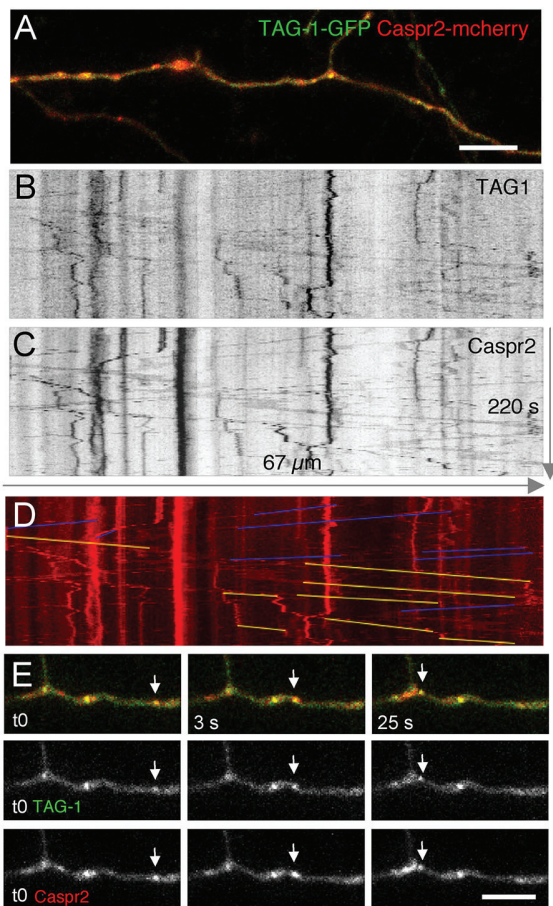 A
TAG-1-GFP Caspr2-mcherry
B
TAG1
C
Caspr2
220 s
67 µm
D
E
t0
3 s
25 s
t0 TAG-1
t0 Caspr2